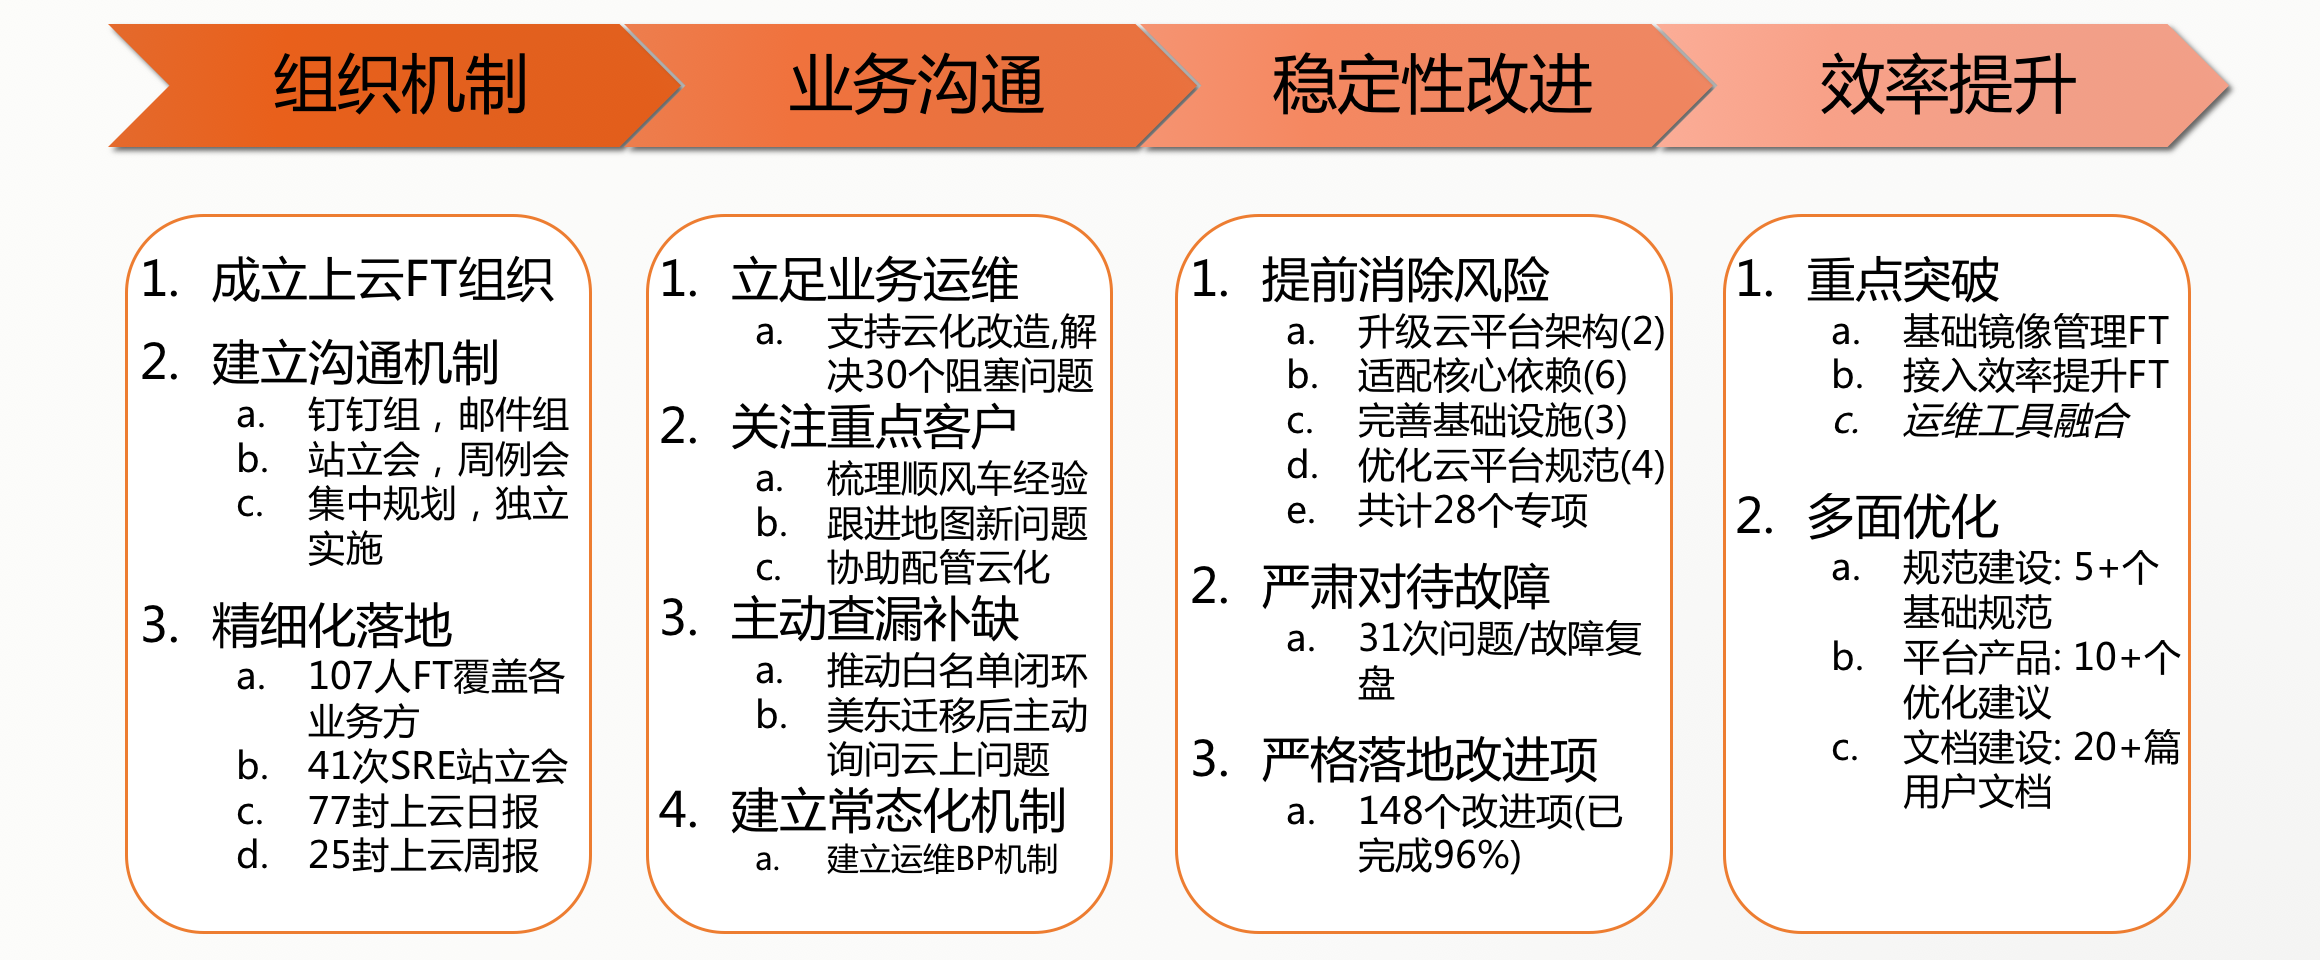 组织机制
业务沟通
稳定性改进
效率提升
1. 成立上云FT组织
2. 建立沟通机制
a. 钉钉组，邮件组
b. 站立会，周例会
c. 集中规划，独立
实施
3. 精细化落地
a. 107人FT覆盖各
业务方
b. 41次SRE站立会
c. 77封上云日报
d. 25封上云周报
1. 立足业务运维
a. 支持云化改造,解
决30个阻塞问题
2. 关注重点客户
a. 梳理顺风车经验
b. 跟进地图新问题
c. 协助配管云化
3. 主动查漏补缺
a. 推动白名单闭环
b. 美东迁移后主动
询问云上问题
4. 建立常态化机制
a. 建立运维BP机制
1. 提前消除风险
a. 升级云平台架构(2)
b. 适配核心依赖(6)
c. 完善基础设施(3)
d. 优化云平台规范(4)
e. 共计28个专项
2. 严肃对待故障
a. 31次问题/故障复
盘
3. 严格落地改进项
a. 148个改进项(已
完成96%)
1. 重点突破
a. 基础镜像管理FT
b. 接入效率提升FT
c. 运维工具融合
2. 多面优化
a. 规范建设: 5+个
基础规范
b. 平台产品: 10+个
优化建议
c. 文档建设: 20+篇
用户文档